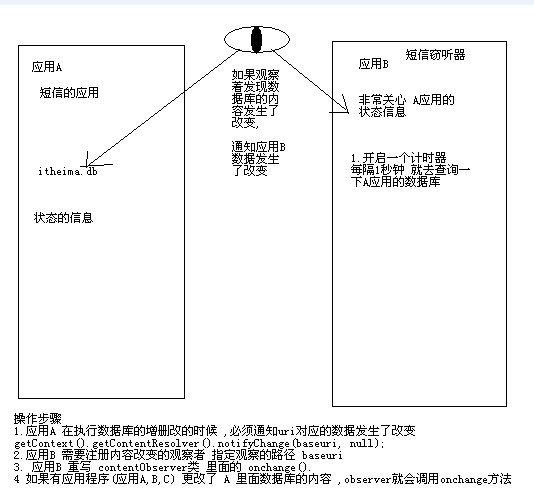 应用A
短信的应用
itheima.db
状态的信息
如果观察
者发现数
据库的内
容发生了
改变,
通知应用B
数据发生
了改变
短信窃听器
应用B
非常关心 A应用的
状态信息
1.开启一个计时器
每隔1秒钟 就去查询一
下A应用的数据库
操作步骤
1.应用A 在执行数据库的增删改的时候 ,必须通知uri对应的数据发生了改变
getContext().getContentResolver().notifyChange(baseuri, null);
2.应用B 需要注册内容改变的观察者 指定观察的路径 baseuri
3. 应用B 重写 contentObserver类 里面的 onchange().
4 如果有应用程序(应用A,B,C) 更改了 A 里面数据库的内容 ,observer就会调用onchange方法